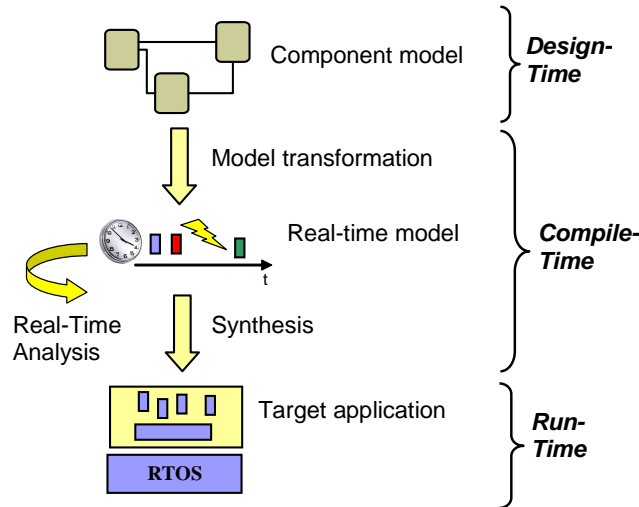 Component model
Design-
Time
Model transformation
Real-time model
Compile-
Time
t
Real-Time
Analysis
Synthesis
Target application
Run-
Time
RTOS